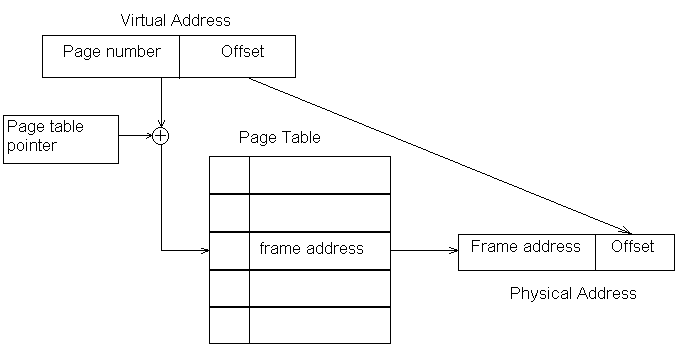 Virtual Address
Page number
Offset
Page table
pointer
Page Table
frame address
Frame address
Offset
Physical Address